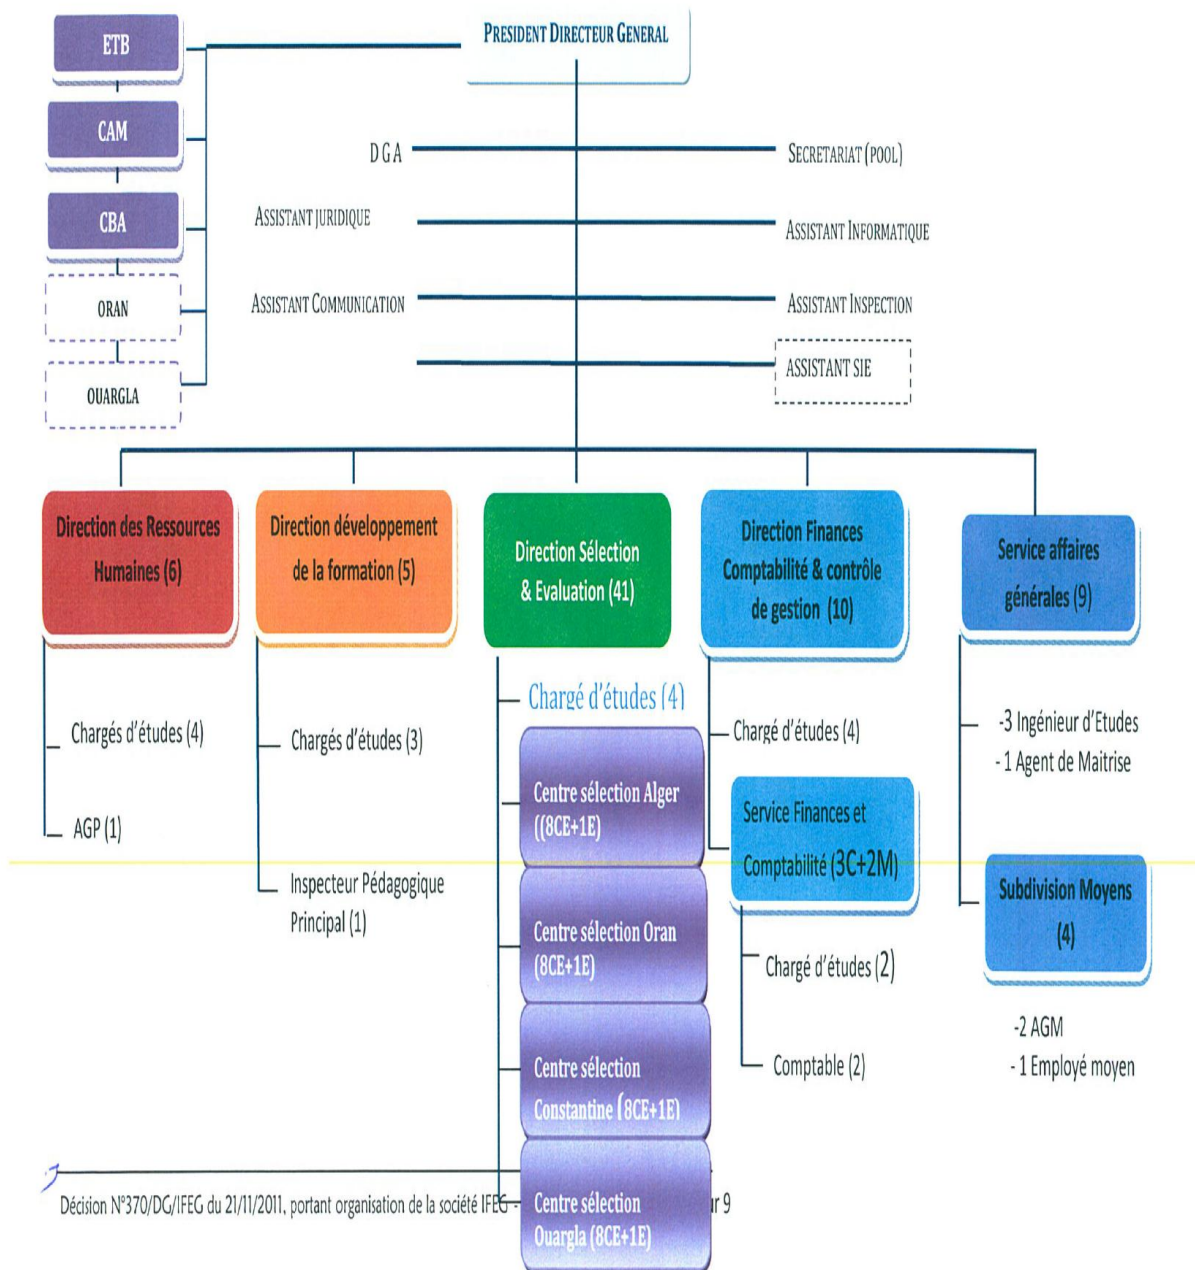 PRESIDENT DIRECTEUR GENERAL
ETB
CAM
CBA
ORAN
OUARGLA
D G A
SECRETARIAT (POOL)
ASSISTANT JURIDIQUE
ASSISTANT INFORMATIQUE
ASSISTANT COMMUNICATION
ASSISTANT INSPECTION
ASSISTANT SIE
Direction des Ressources
Humaines (6)
Chargés d'études (4)
AGP (1)
Direction développement
de la formation (5)
Chargés d'études (3)
Inspecteur Pédagogique
Principal (1)
Direction Sélection
& Evaluation (41)
Chargé d'études (4)
Centre sélection Alger
((8CE+1E)
Centre sélection Oran
(8CE+1E)
Centre sélection
Constantine (8CE+1E)
Centre sélection
Ouargla (8CE+1E)
Direction Finances
Comptabilité & contrôle
de gestion (10)
Chargé d'études (4)
Service Finances et
Comptabilité (3C+2M)
Chargé d'études (2)
Comptable (2)
Service affaires
générales (9)
-3 Ingénieur d'Etudes
- 1 Agent de Maitrise
Subdivision Moyens
(4)
-2 AGM
- 1 Employé moyen
Décision N°370/DG/IFEG du 21/11/2011, portant organisation de la société IFEG - ur 9